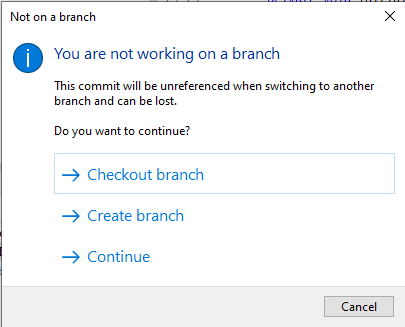 Not on a branch
You are not working on a branch
This commit will be unreferenced when switching to another
branch and can be lost.
Do you want to continue?
Checkout branch
Create branch
Continue
Cancel